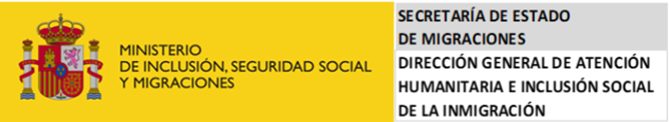 MINISTERIO
DE INCLUSIÓN, SEGURIDAD SOCIAL
Y MIGRACIONES
SECRETARÍA DE ESTADO
DE MIGRACIONES
DIRECCIÓN GENERAL DE ATENCIÓN
HUMANITARIA E INCLUSIÓN SOCIAL
DE LA INMIGRACIÓN